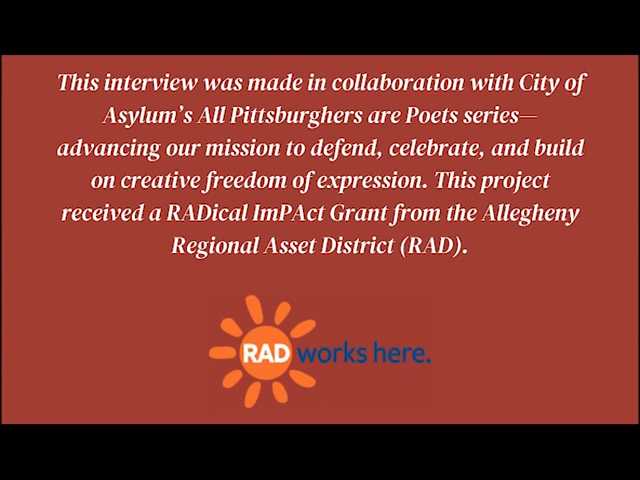 This interview was made in collaboration with City of
Asylum’s All Pittsburghers are Poets series—
advancing our mission to defend, celebrate, and build
on creative freedom of expression. This project
received a RADical ImPAct Grant from the Allegheny
Regional Asset District (RAD).
RAD works here.